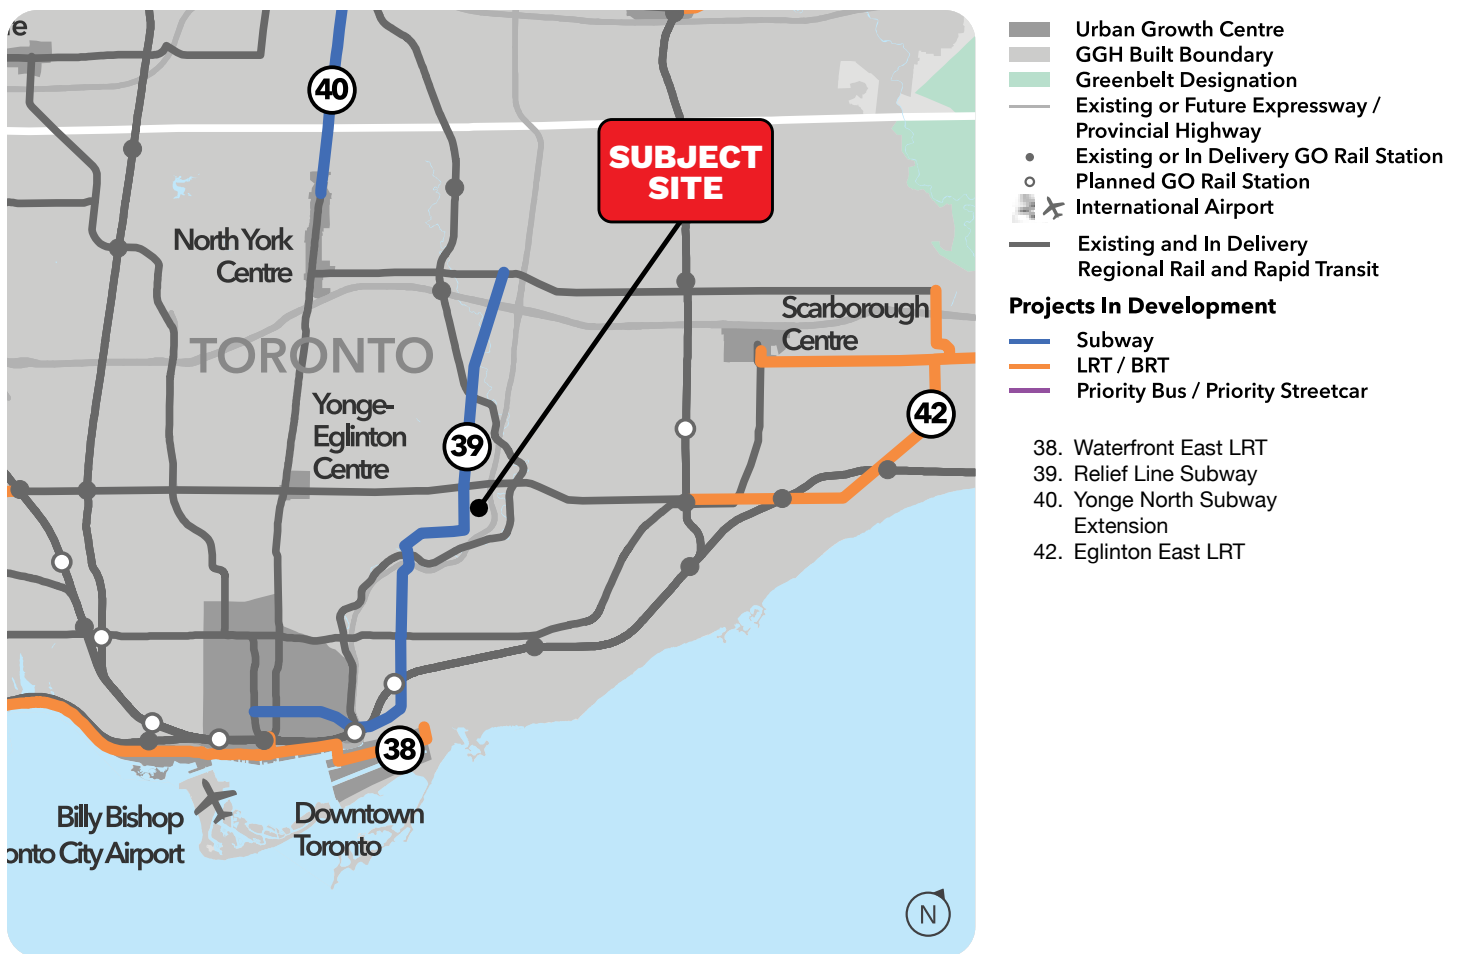 e
40
SUBJECT
SITE
North York
Centre
Scarborough
Centre
TORONTO
Yonge-
Eglinton
Centre
39
42
38
Billy Bishop
onto City Airport
Downtown
Toronto
N
Urban Growth Centre
GGH Built Boundary
Greenbelt Designation
Existing or Future Expressway /
Provincial Highway
Existing or In Delivery GO Rail Station
Planned GO Rail Station
International Airport
Existing and In Delivery
Regional Rail and Rapid Transit
Projects In Development
Subway
LRT / BRT
Priority Bus / Priority Streetcar
38. Waterfront East LRT
39. Relief Line Subway
40. Yonge North Subway
Extension
42. Eglinton East LRT